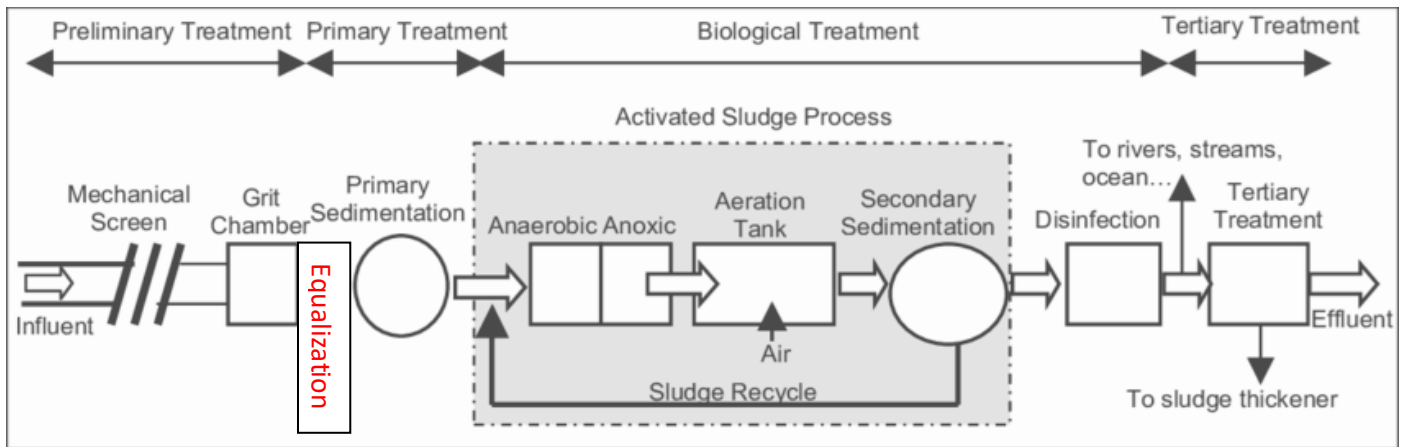 Preliminary Treatment
Primary Treatment
Biological Treatment
Tertiary Treatment
Activated Sludge Process
To rivers, streams,
ocean...
Mechanical
Screen
Grit
Chamber
Primary
Sedimentation
Anaerobic
Anoxic
Aeration
Tank
Secondary
Sedimentation
Disinfection
Tertiary
Treatment
Influent
Equalization
Air
Effluent
Sludge Recycle
To sludge thickener